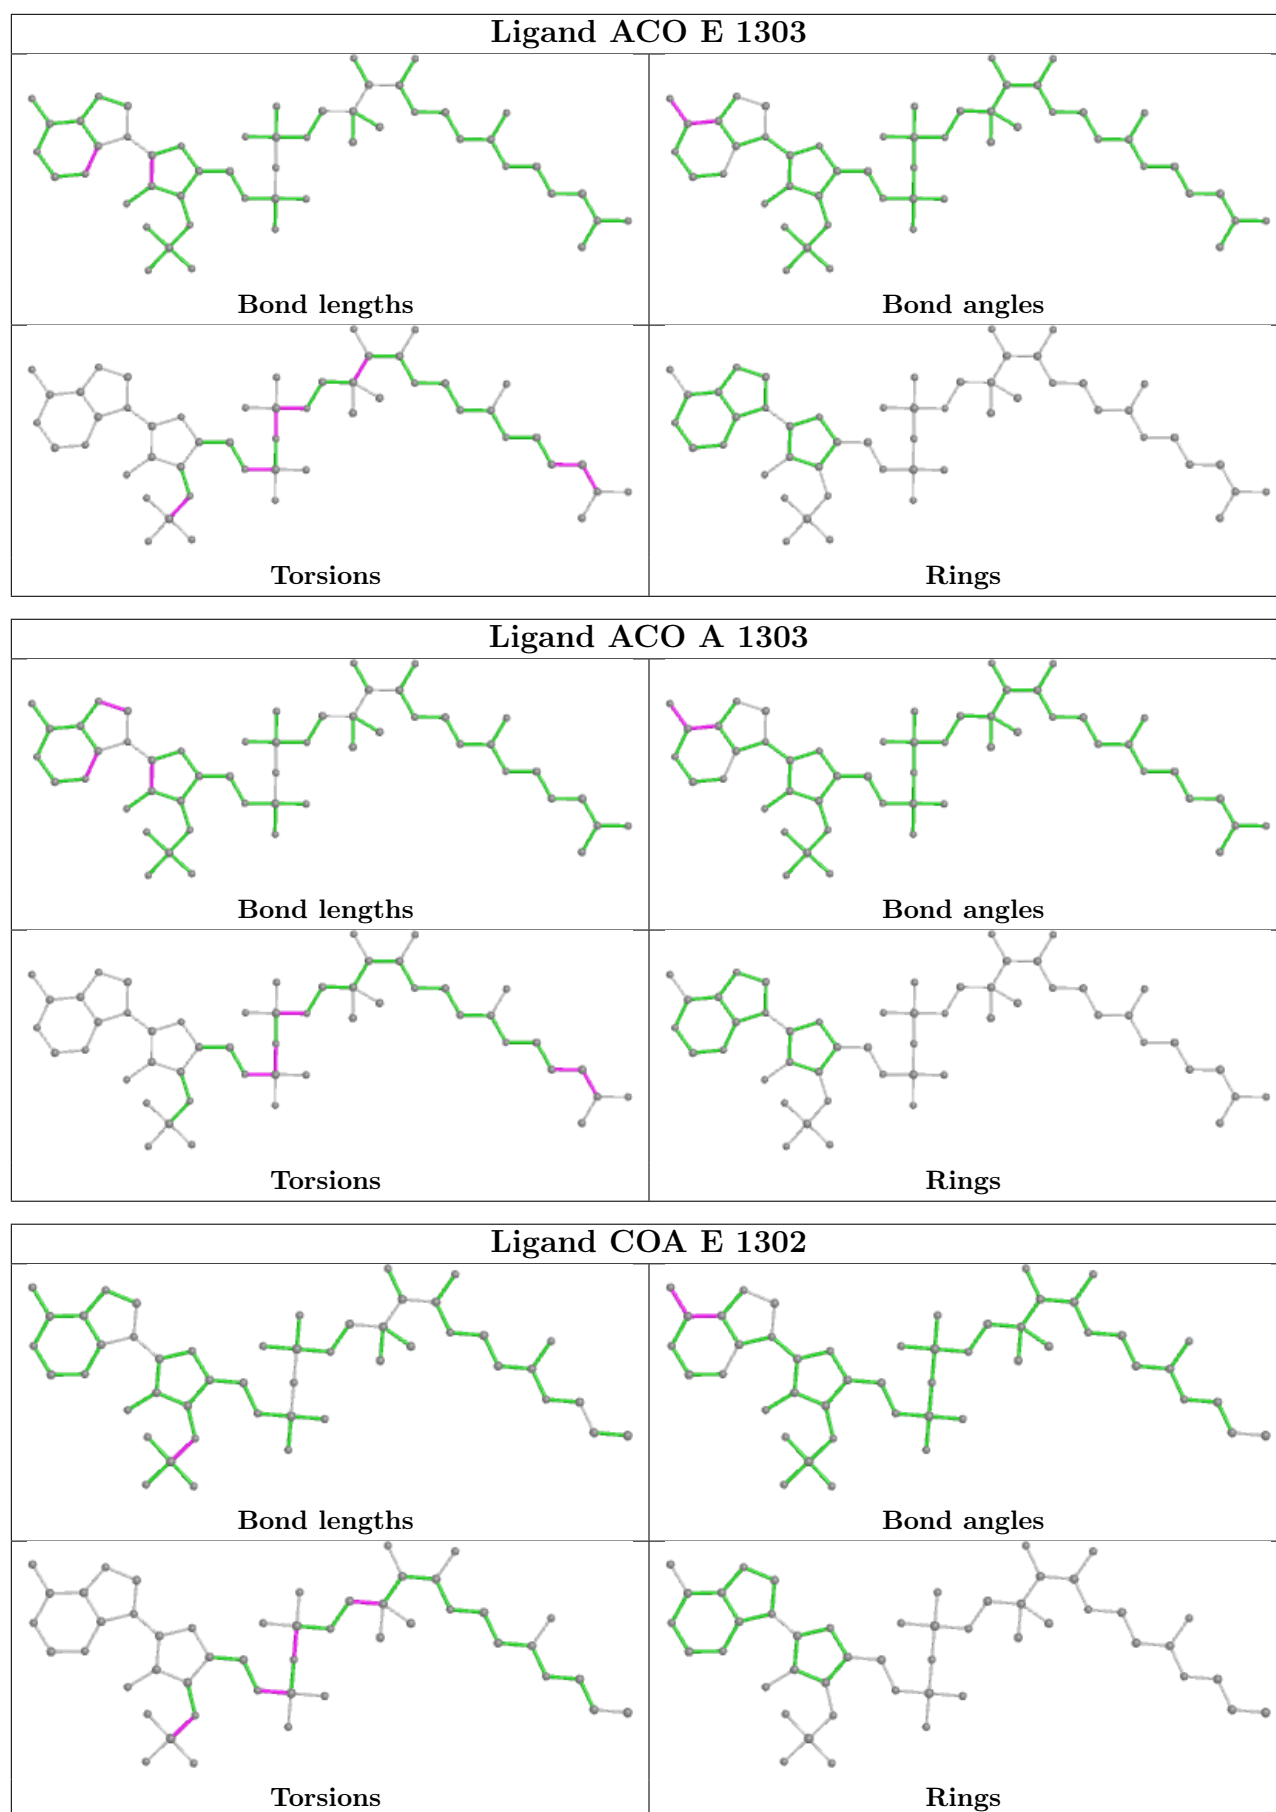 Ligand ACO E 1303
Bond lengths
Bond angles
Torsions
Rings
Ligand ACO A 1303
Bond lengths
Bond angles
Torsions
Rings
Ligand COA E 1302
Bond lengths
Bond angles
Torsions
Rings